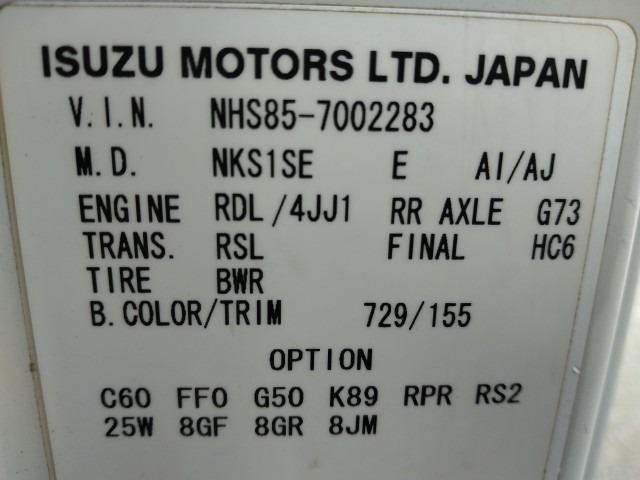 ISUZU MOTORS LTD. JAPAN
V.I.N. NHS85-7002283
M.D. NKS1SE E AI/AJ
ENGINE RDL/4JJ1 RR AXLE G73
TRANS. RSL FINAL HC6
TIRE BWR
B.COLOR/TRIM 729/155
OPTION
C60 FF0 G50 K89 RPR RS2
25W 8GF 8GR 8JM